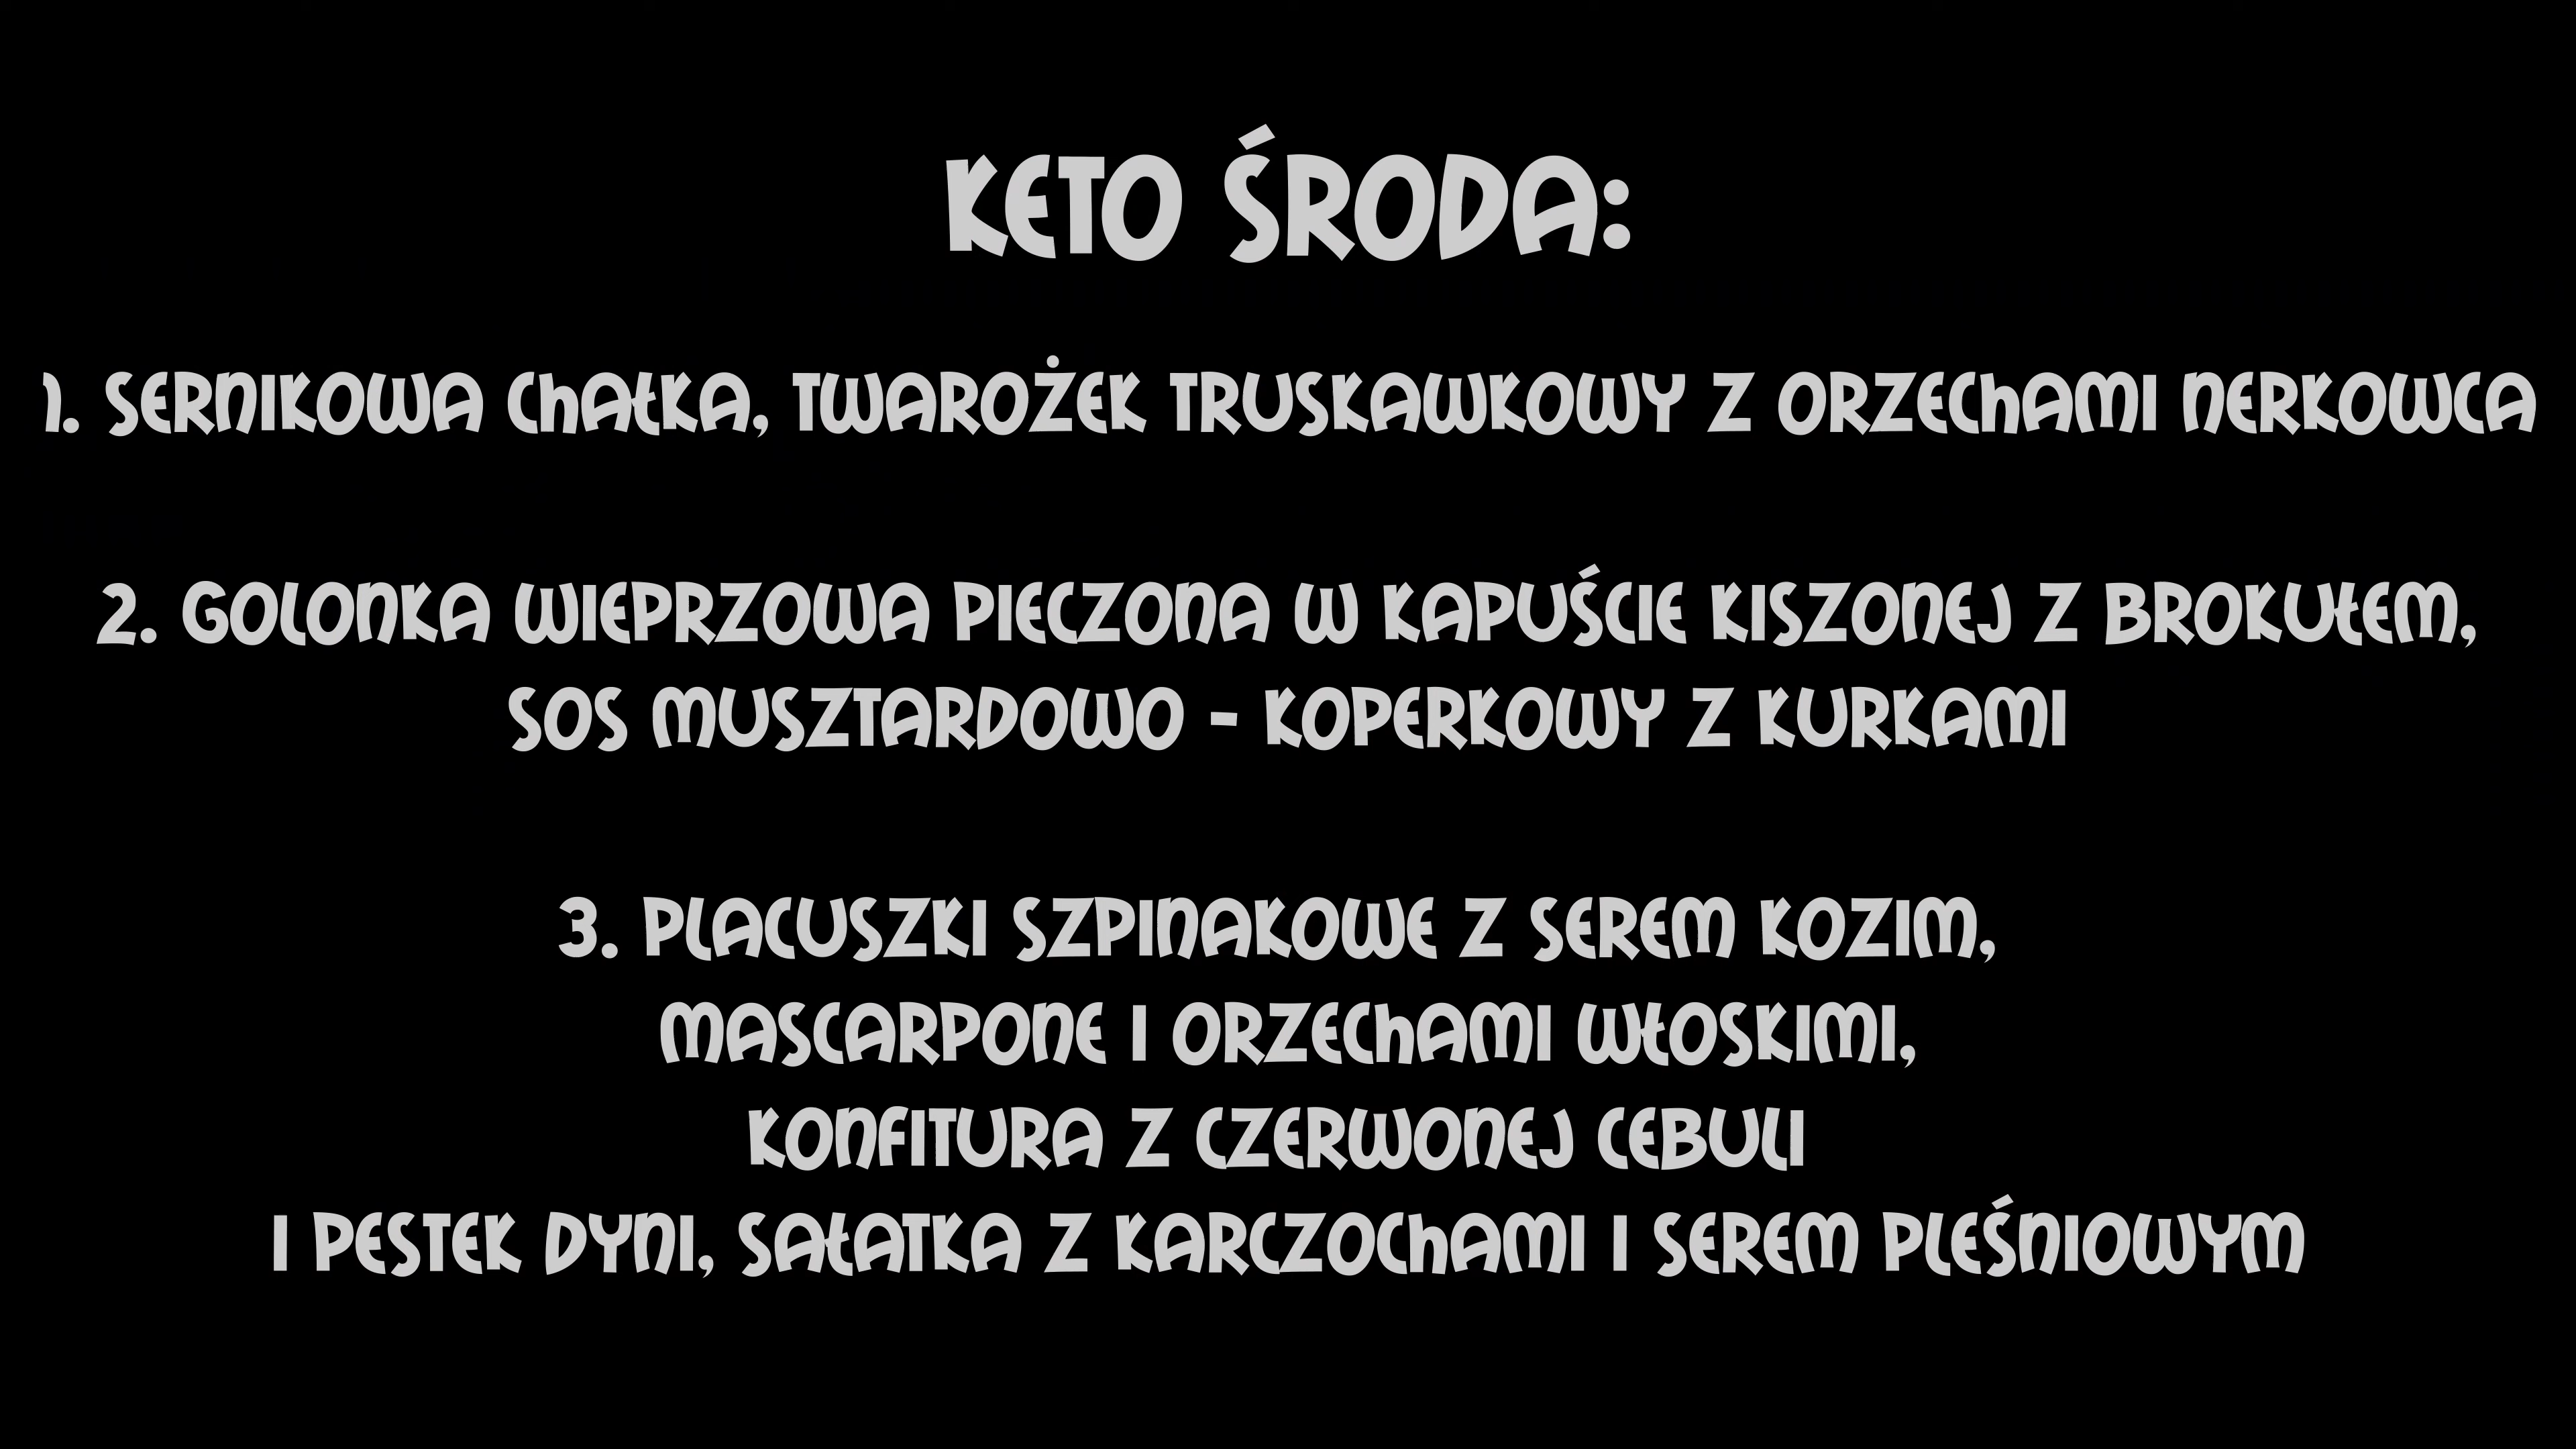 KETO ŚRODA:
1. SERNIKOWA CHAŁKA, TWAROŻEK TRUSKAWKOWY Z ORZECHAMI NERKOWCA
2. GOLONKA WIEPRZOWA PIECZONA W KAPUŚCIE KISZONEJ Z BROKUŁEM,
SOS MUSZTARDOWO - KOPERKOWY Z KURKAMI
3. PLACUSZKI SZPINAKOWE Z SEREM KOZIM,
MASCARPONE I ORZECHAMI WŁOSKIMI,
KONFITURA Z CZERWONEJ CEBULI
I PESTEK DYNI, SAŁATKA Z KARCZOCHAMI I SEREM PLEŚNIOWYM